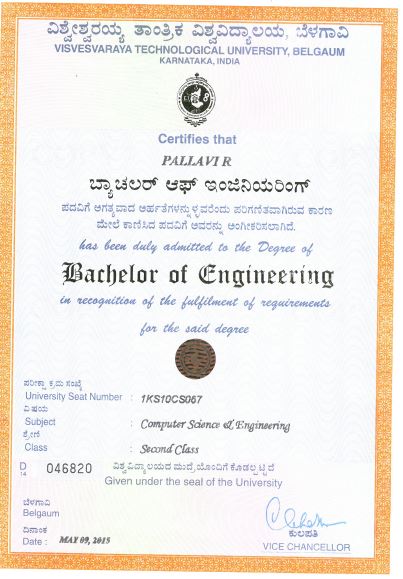 ವಿಶ್ವೇಶ್ವರಯ್ಯ ತಾಂತ್ರಿಕ ವಿಶ್ವವಿದ್ಯಾಲಯ, ಬೆಳಗಾವಿ
VISVESVARAYA TECHNOLOGICAL UNIVERSITY, BELGAUM
KARNATAKA, INDIA
Certifies that
PALLAVI R
ಬ್ಯಾಚಲರ್ ಆಫ್ ಇಂಜಿನಿಯರಿಂಗ್
ಪದವಿಗೆ ಅಗತ್ಯವಾದ ಅರ್ಹತೆಗಳನ್ನುಳ್ಳವರೆಂದು ಪರಿಗಣಿತವಾಗಿರುವ ಕಾರಣ
ಮೇಲೆ ಕಾಣಿಸಿದ ಪದವಿಗೆ ಅವರನ್ನು ಅಂಗೀಕರಿಸಲಾಗಿದೆ.
has been duly admitted to the Degree of
Bachelor of Engineering
in recognition of the fulfilment of requirements
for the said degree
ಪರೀಕ್ಷಾ ಕ್ರಮ ಸಂಖ್ಯೆ
University Seat Number : 1KS10CS067
ವಿಷಯ
Subject : Computer Science & Engineering
ಶ್ರೇಣಿ
Class : Second Class
D 14 046820 ವಿಶ್ವವಿದ್ಯಾಲಯದ ಮುದ್ರೆಯೊಂದಿಗೆ ಕೊಡಲ್ಪಟ್ಟಿದೆ
Given under the seal of the University
ಬೆಳಗಾವಿ
Belgaum
ದಿನಾಂಕ
Date : MAY 09, 2015
ಕುಲಪತಿ
VICE CHANCELLOR